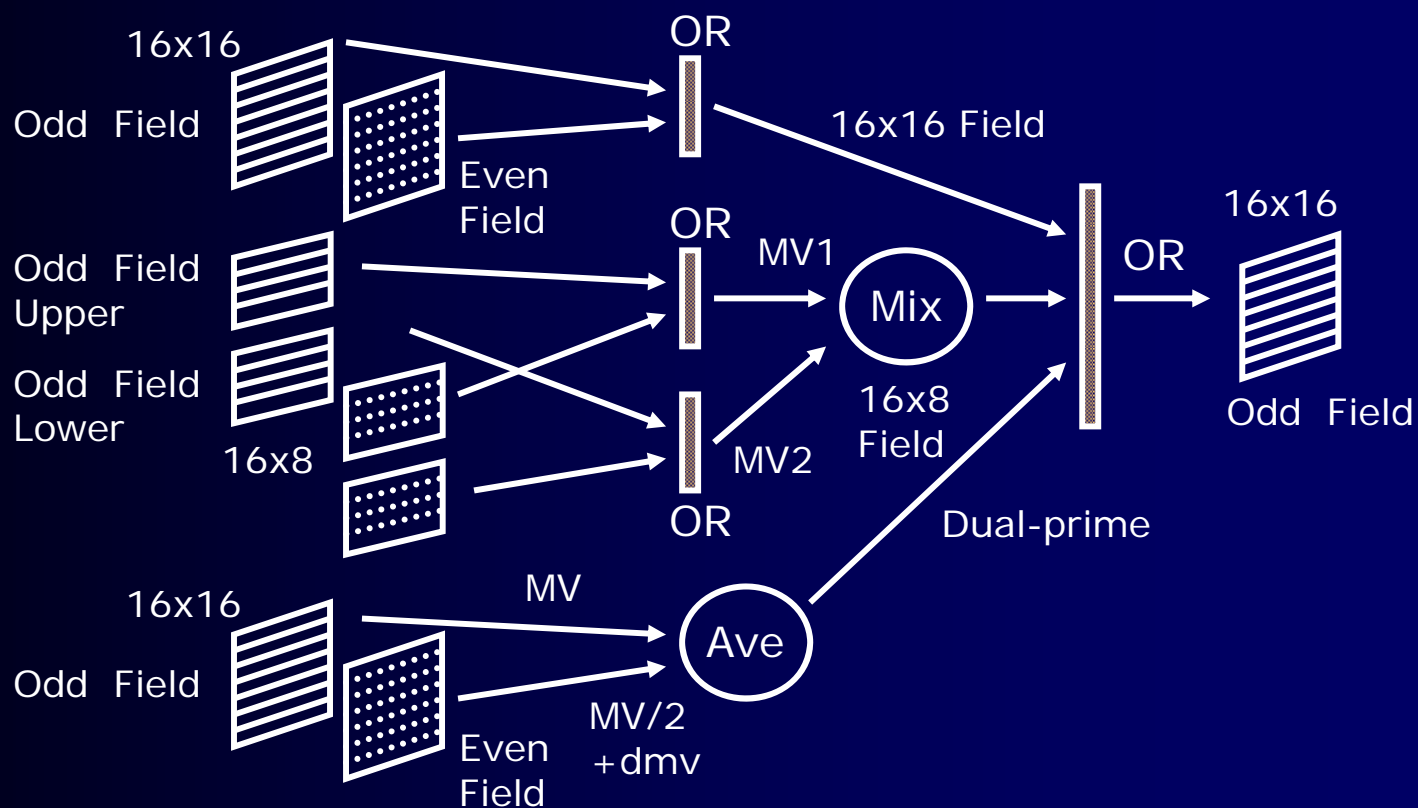 16x16
OR
Odd Field
16x16 Field
Even
Field
16x16
OR
Odd Field
Upper
MV1
OR
Mix
Odd Field
Lower
16x8
16x8
Field
Odd Field
MV2
OR
Dual-prime
16x16
MV
Odd Field
Ave
Even
Field
MV/2
+dmv